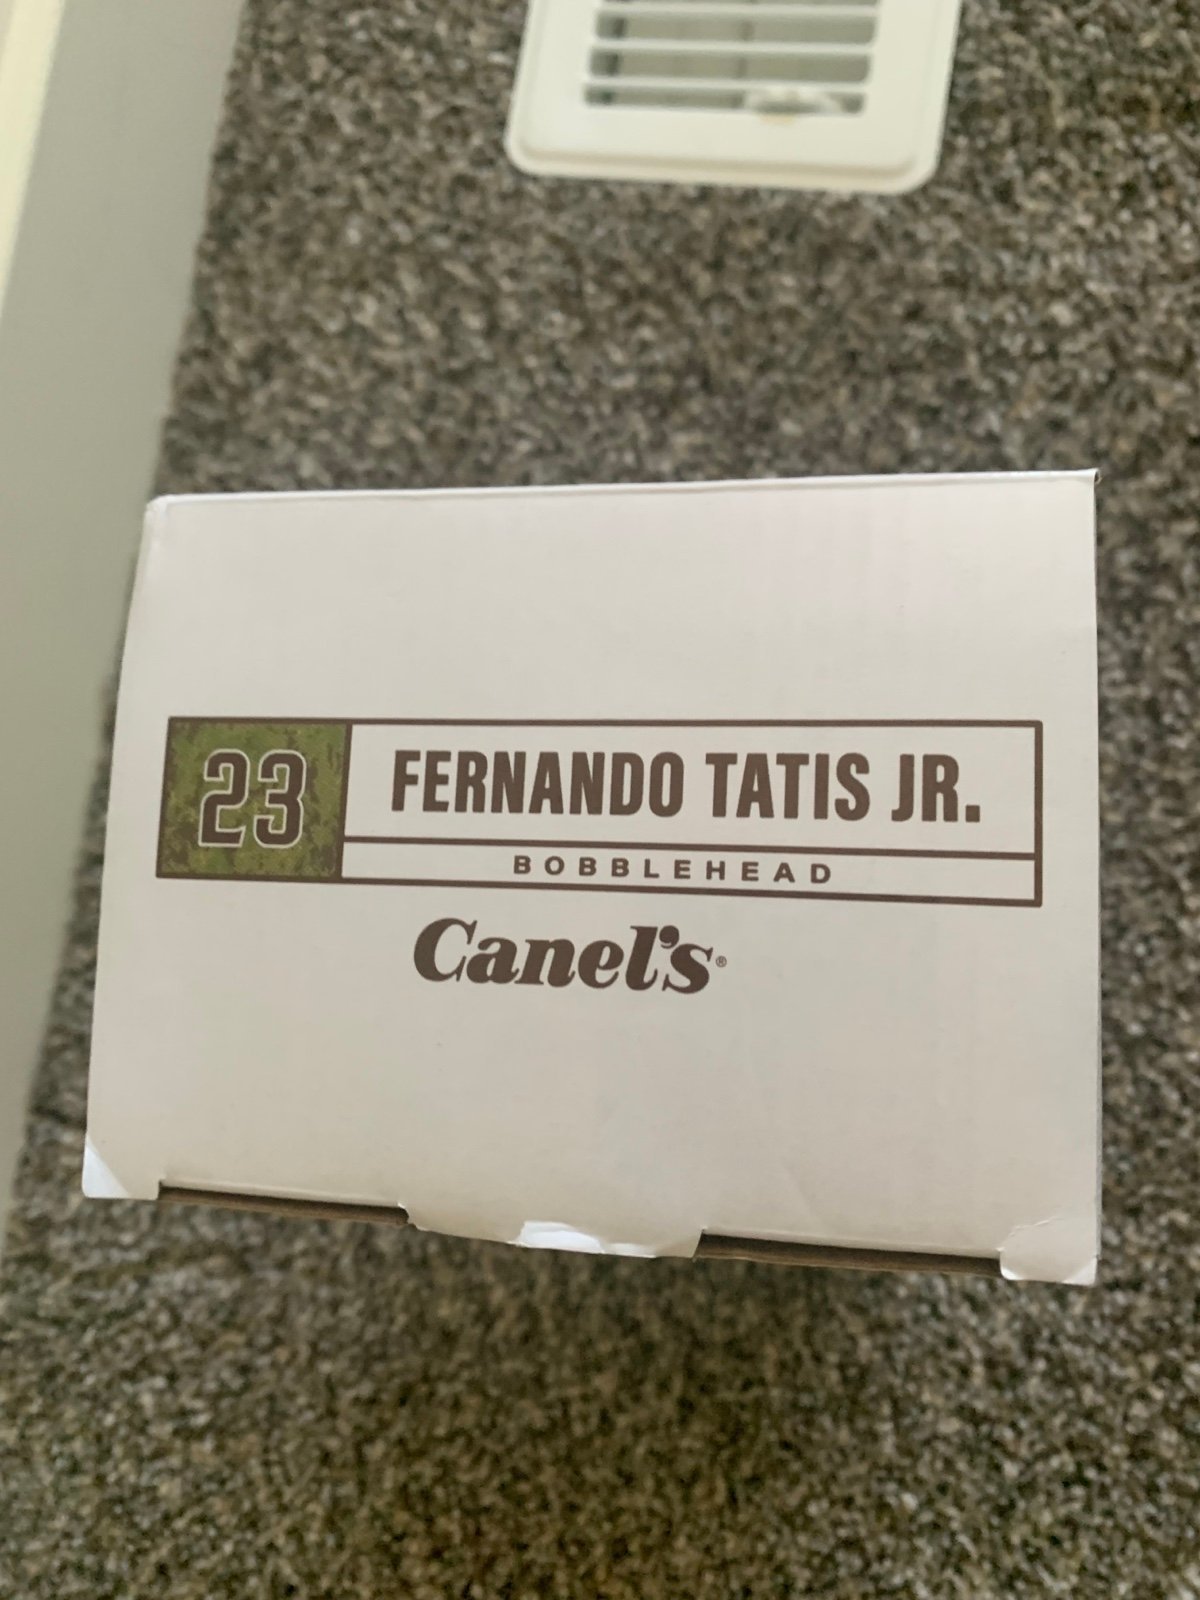 23
FERNANDO TATIS JR.
BOBBLEHEAD
Canel's®